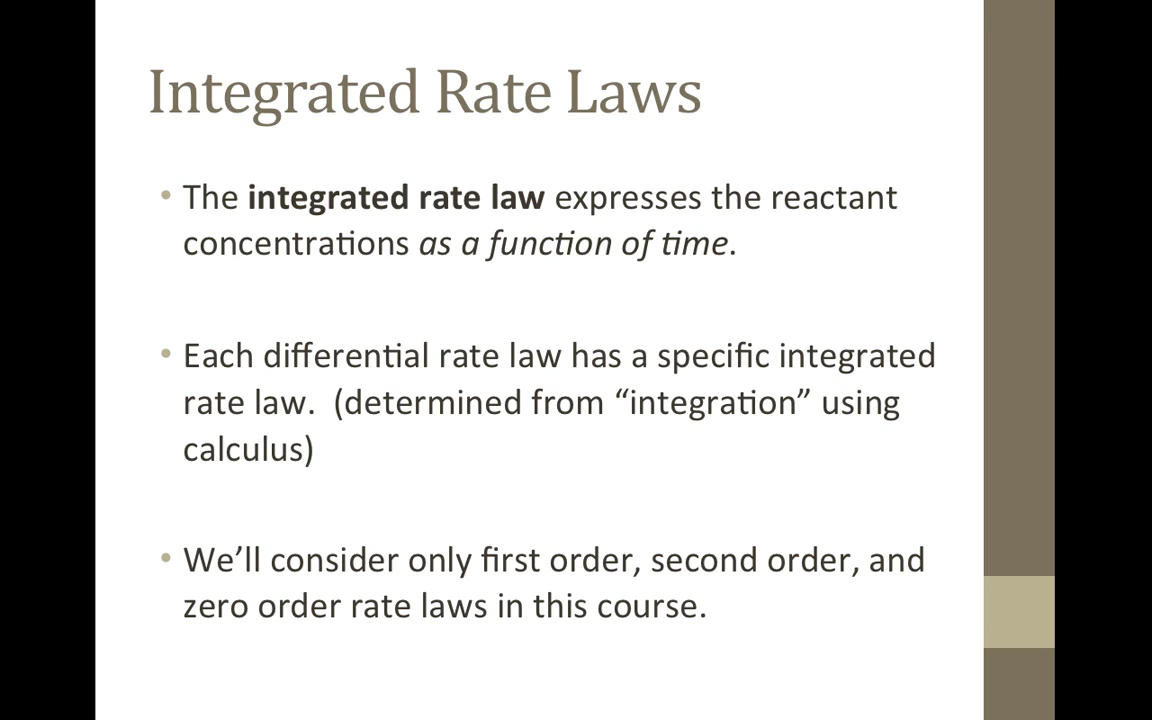 Integrated Rate Laws
• The integrated rate law expresses the reactant
concentrations as a function of time.
• Each differential rate law has a specific integrated
rate law.  (determined from “integration” using
calculus)
• We’ll consider only first order, second order, and
zero order rate laws in this course.